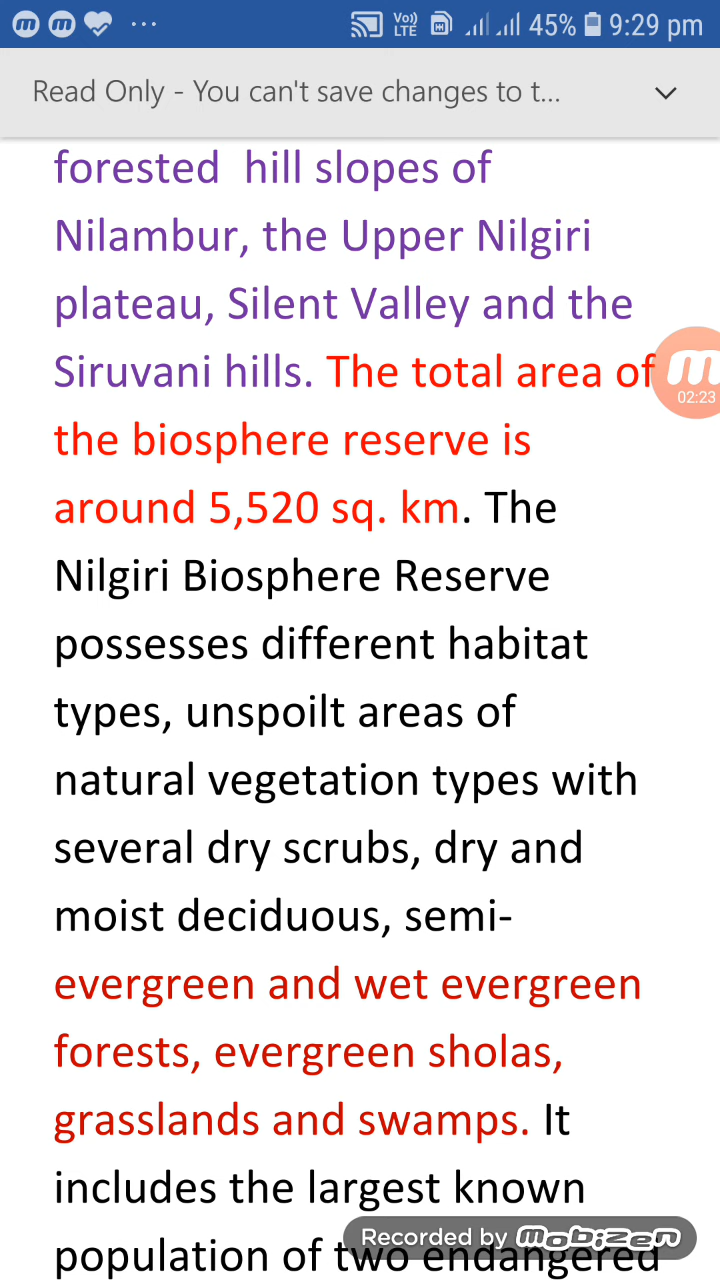 45% 9:29 pm
Read Only - You can't save changes to t...
forested hill slopes of
Nilambur, the Upper Nilgiri
plateau, Silent Valley and the
Siruvani hills. The total area of
the biosphere reserve is
around 5,520 sq. km. The
Nilgiri Biosphere Reserve
possesses different habitat
types, unspoilt areas of
natural vegetation types with
several dry scrubs, dry and
moist deciduous, semi-
evergreen and wet evergreen
forests, evergreen sholas,
grasslands and swamps. It
includes the largest known
population of two endangered
02:23
Recorded by mobizen
Vo)) LTE